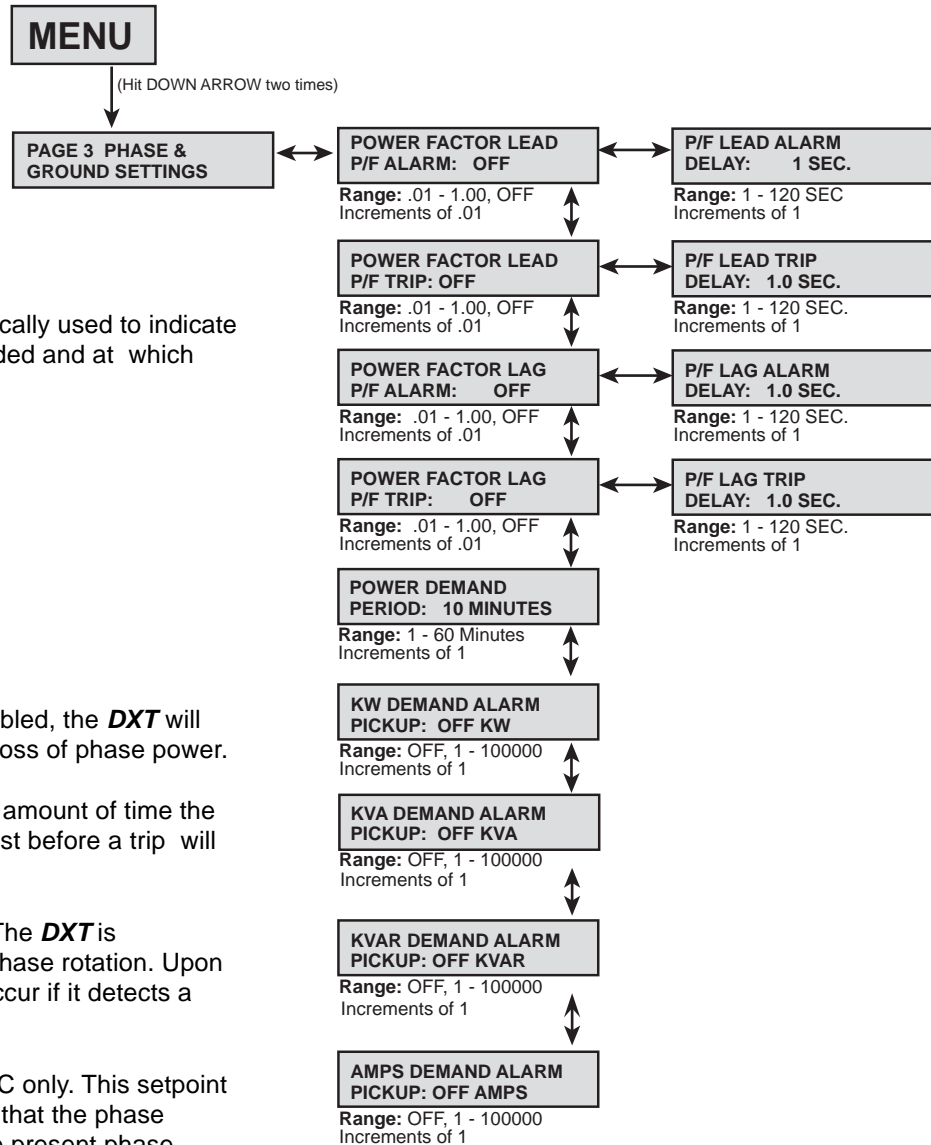 MENU
(Hit DOWN ARROW two times)
PAGE 3 PHASE &
GROUND SETTINGS
POWER FACTOR LEAD
P/F ALARM: OFF
Range: .01 - 1.00, OFF
Increments of .01
P/F LEAD ALARM
DELAY: 1 SEC.
Range: 1 - 120 SEC
Increments of 1
POWER FACTOR LEAD
P/F TRIP: OFF
Range: .01 - 1.00, OFF
Increments of .01
P/F LEAD TRIP
DELAY: 1.0 SEC.
Range: 1 - 120 SEC.
Increments of 1
POWER FACTOR LAG
P/F ALARM: OFF
Range: .01 - 1.00, OFF
Increments of .01
P/F LAG ALARM
DELAY: 1.0 SEC.
Range: 1 - 120 SEC.
Increments of 1
POWER FACTOR LAG
P/F TRIP: OFF
Range: .01 - 1.00, OFF
Increments of .01
P/F LAG TRIP
DELAY: 1.0 SEC.
Range: 1 - 120 SEC.
Increments of 1
POWER DEMAND
PERIOD: 10 MINUTES
Range: 1 - 60 Minutes
Increments of 1
KW DEMAND ALARM
PICKUP: OFF KW
Range: OFF, 1 - 100000
Increments of 1
KVA DEMAND ALARM
PICKUP: OFF KVA
Range: OFF, 1 - 100000
Increments of 1
KVAR DEMAND ALARM
PICKUP: OFF KVAR
Range: OFF, 1 - 100000
Increments of 1
AMPS DEMAND ALARM
PICKUP: OFF AMPS
Range: OFF, 1 - 100000
Increments of 1
cally used to indicate
ded and at which
bled, the DXT will
oss of phase power.
amount of time the
st before a trip will
The DXT is
hase rotation. Upon
ccur if it detects a
C only. This setpoint
that the phase
present phase